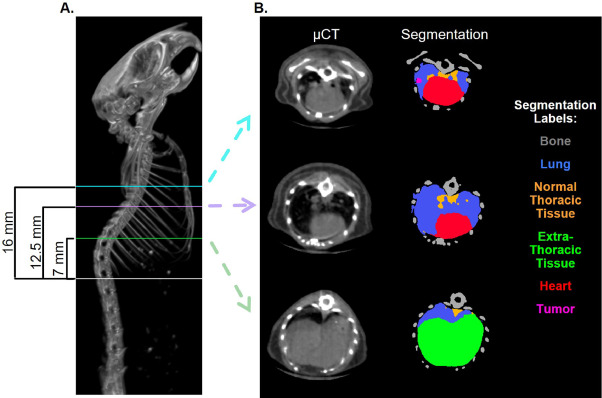 A.
B.
µCT
Segmentation
Segmentation
Labels:
Bone
Lung
Normal
Thoracic
Tissue
Extra-
Thoracic
Tissue
Heart
Tumor
16 mm
12.5 mm
7 mm